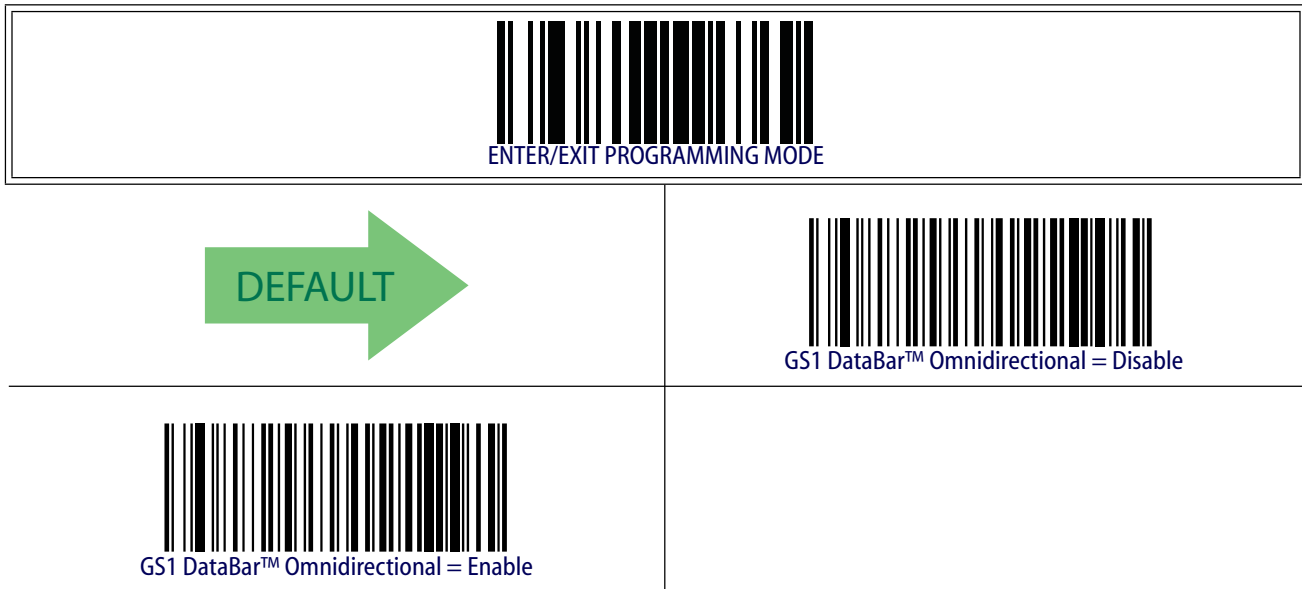 ENTER/EXIT PROGRAMMING MODE
DEFAULT
GS1 DataBar™ Omnidirectional = Disable
GS1 DataBar™ Omnidirectional = Enable